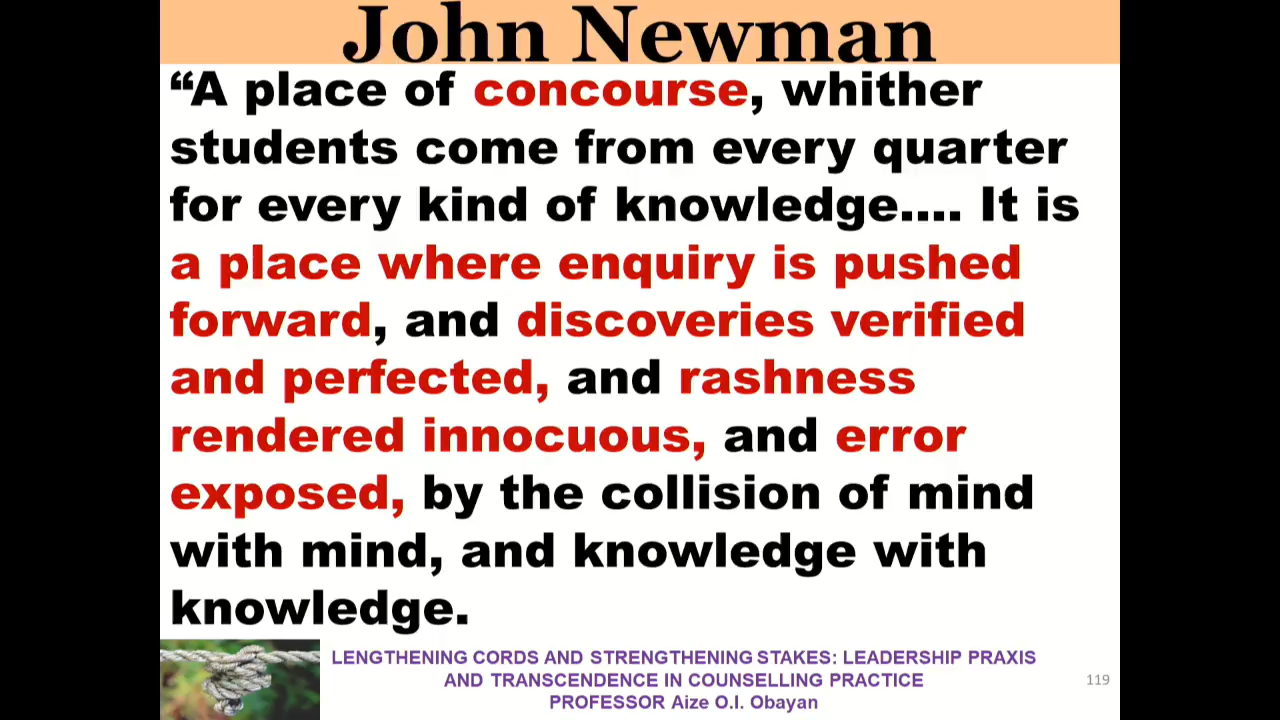 John Newman
“A place of concourse, whither
students come from every quarter
for every kind of knowledge.... It is
a place where enquiry is pushed
forward, and discoveries verified
and perfected, and rashness
rendered innocuous, and error
exposed, by the collision of mind
with mind, and knowledge with
knowledge.
LENGTHENING CORDS AND STRENGTHENING STAKES: LEADERSHIP PRAXIS
AND TRANSCENDENCE IN COUNSELLING PRACTICE
PROFESSOR Aize O.I. Obayan
119